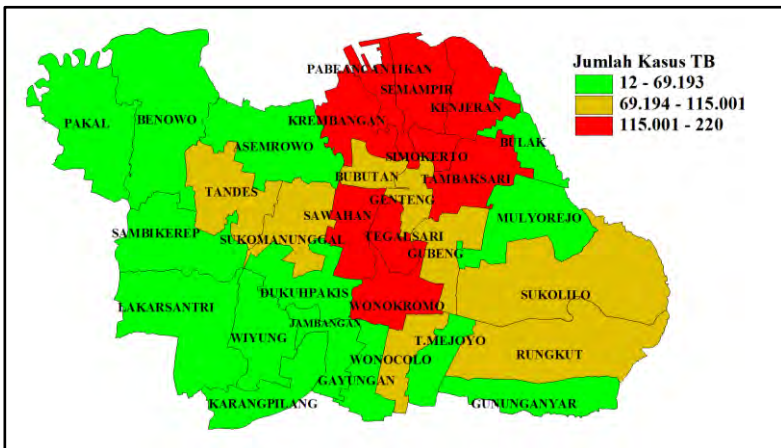 Jumlah Kasus TB
12 - 69.193
69.194 - 115.001
115.001 - 220
PABEANCANTIKAN
SEMAMPIR
KENJERAN
KREMBANGAN
PAKAL
BENOWO
ASEMROWO
SIMOKERTO
BULAK
BUBUTAN
TAMBAKSARI
TANDES
GENTENG
SAWAHAN
MULYOREJO
SAMBIKEREP
SUKOMANUNGGAL
TEGALSARI
GUBENG
DUKUHPAKIS
SUKOLILO
LAKARSANTRI
WONOKROMO
JAMBANGAN
WIYUNG
T.MEJOYO
WONOCOLO
RUNGKUT
GAYUNGAN
KARANGPILANG
GUNUNGANYAR